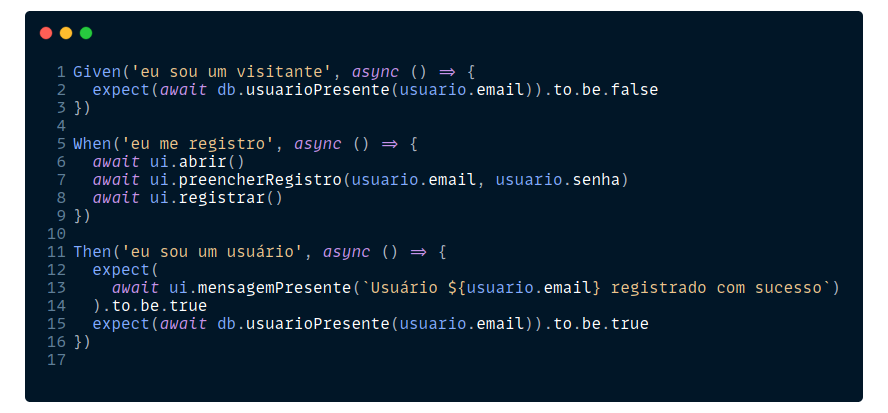 1 Given('eu sou um visitante', async () => {
2   expect(await db.usuarioPresente(usuario.email)).to.be.false
3 })
4
5 When('eu me registro', async () => {
6   await ui.abrir()
7   await ui.preencherRegistro(usuario.email, usuario.senha)
8   await ui.registrar()
9 })
10
11 Then('eu sou um usuário', async () => {
12   expect(
13     await ui.mensagemPresente(`Usuário ${usuario.email} registrado com sucesso`)
14   ).to.be.true
15   expect(await db.usuarioPresente(usuario.email)).to.be.true
16 })
17